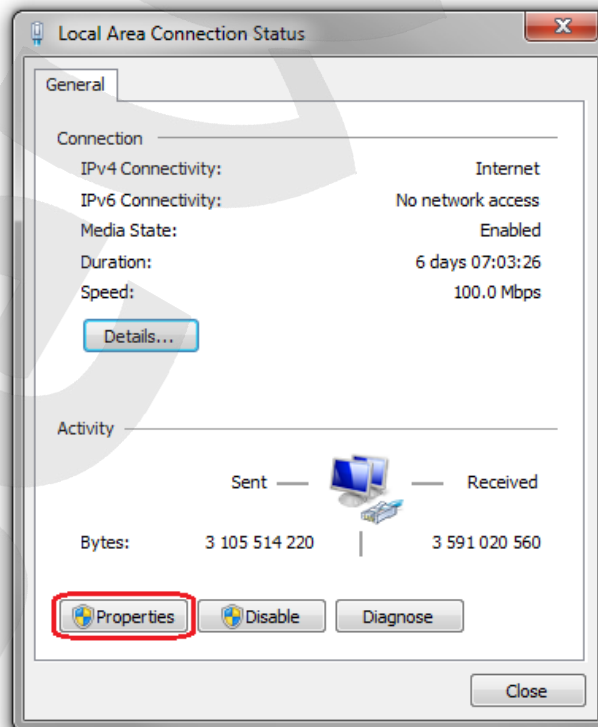 Local Area Connection Status
General
Connection
IPv4 Connectivity: Internet
IPv6 Connectivity: No network access
Media State: Enabled
Duration: 6 days 07:03:26
Speed: 100.0 Mbps
Details...
Activity
Sent Received
Bytes: 3 105 514 220 3 591 020 560
Properties Disable Diagnose
Close